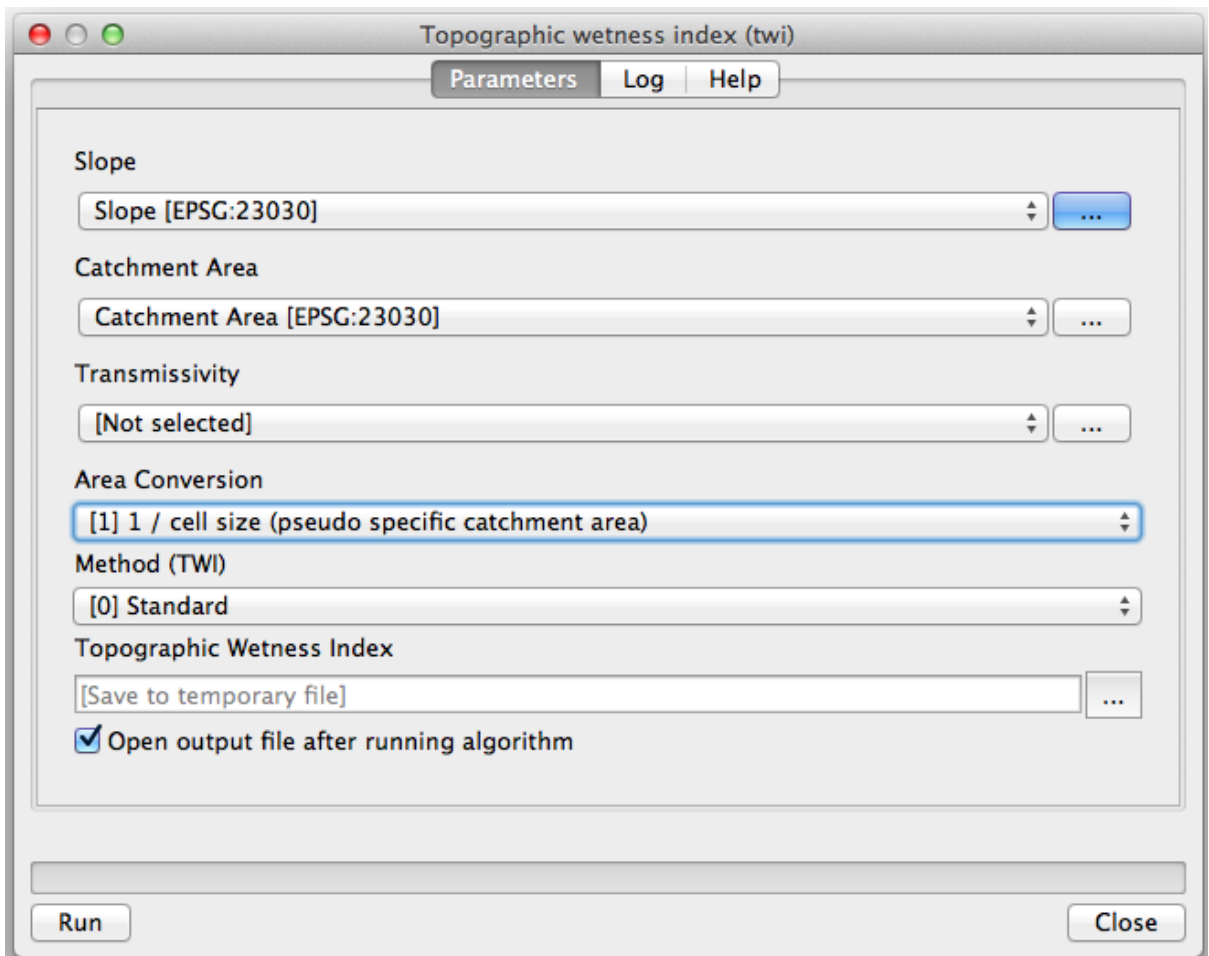 Topographic wetness index (twi)
Parameters Log Help
Slope
Slope [EPSG:23030] ...
Catchment Area
Catchment Area [EPSG:23030] ...
Transmissivity
[Not selected] ...
Area Conversion
[1] 1 / cell size (pseudo specific catchment area)
Method (TWI)
[0] Standard
Topographic Wetness Index
[Save to temporary file] ...
Open output file after running algorithm
Run Close